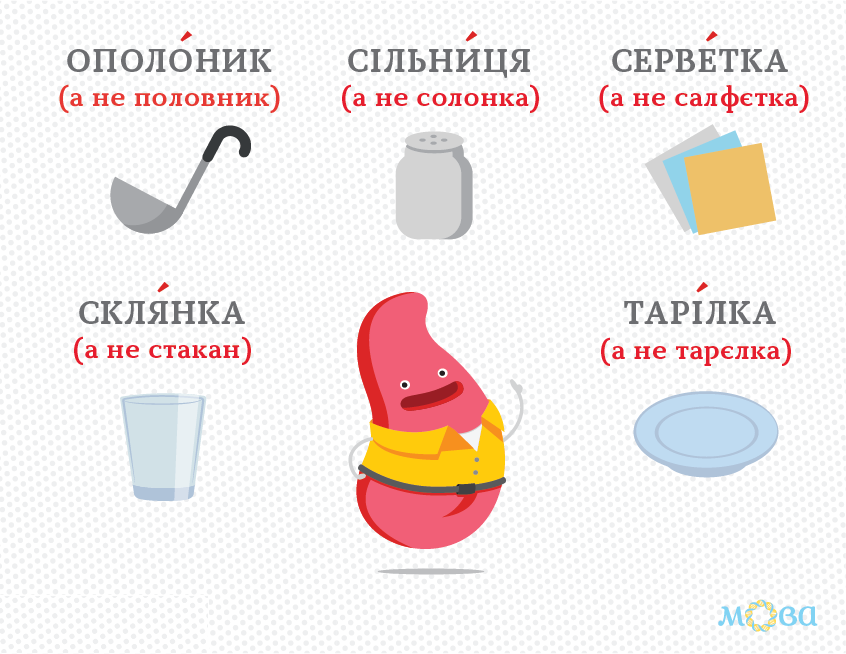 ОПОЛО́НИК
(а не половник)
СІЛЬНИ́ЦЯ
(а не солонка)
СЕРВЕ́ТКА
(а не салфєтка)
СКЛЯ́НКА
(а не стакан)
ТАРІ́ЛКА
(а не тарєлка)
мова